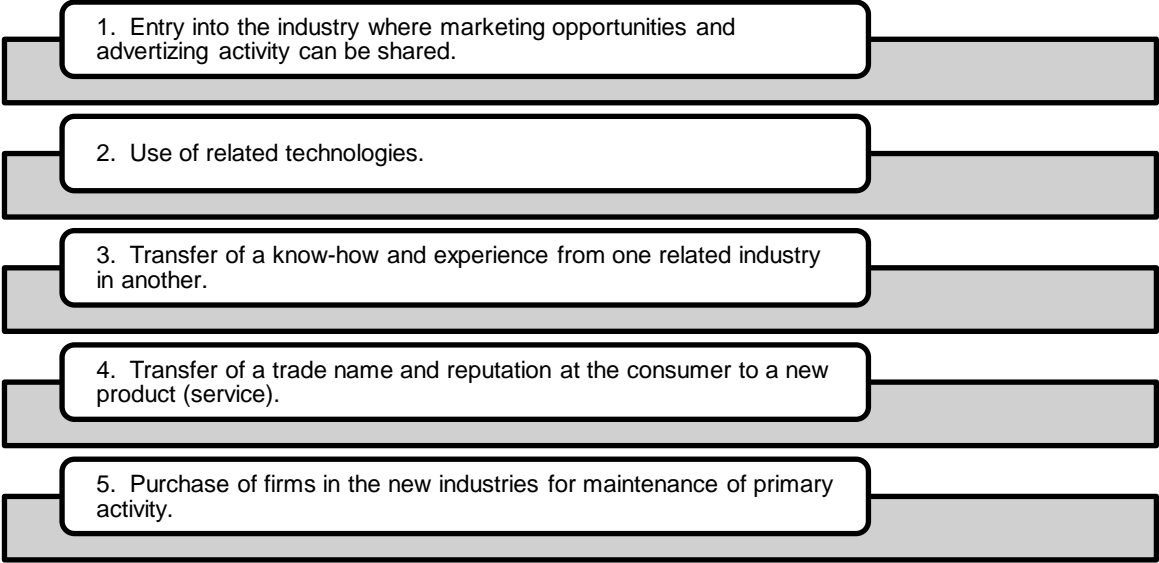 1. Entry into the industry where marketing opportunities and
advertizing activity can be shared.
2. Use of related technologies.
3. Transfer of a know-how and experience from one related industry
in another.
4. Transfer of a trade name and reputation at the consumer to a new
product (service).
5. Purchase of firms in the new industries for maintenance of primary
activity.